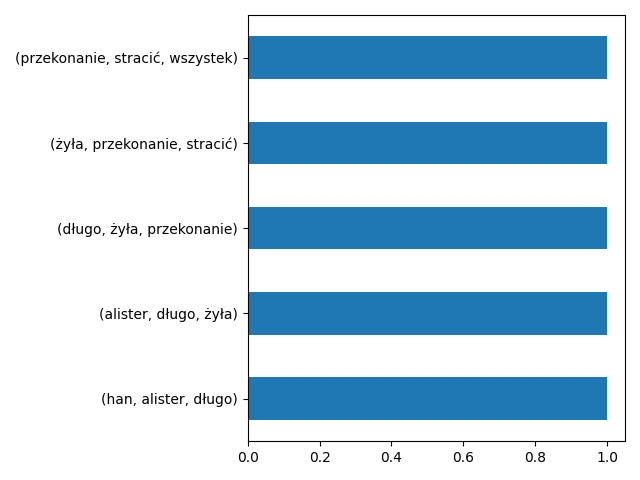 (przekonanie, stracić, wszystek)
(żyła, przekonanie, stracić)
(długo, żyła, przekonanie)
(alister, długo, żyła)
(han, alister, długo)
0.0 0.2 0.4 0.6 0.8 1.0